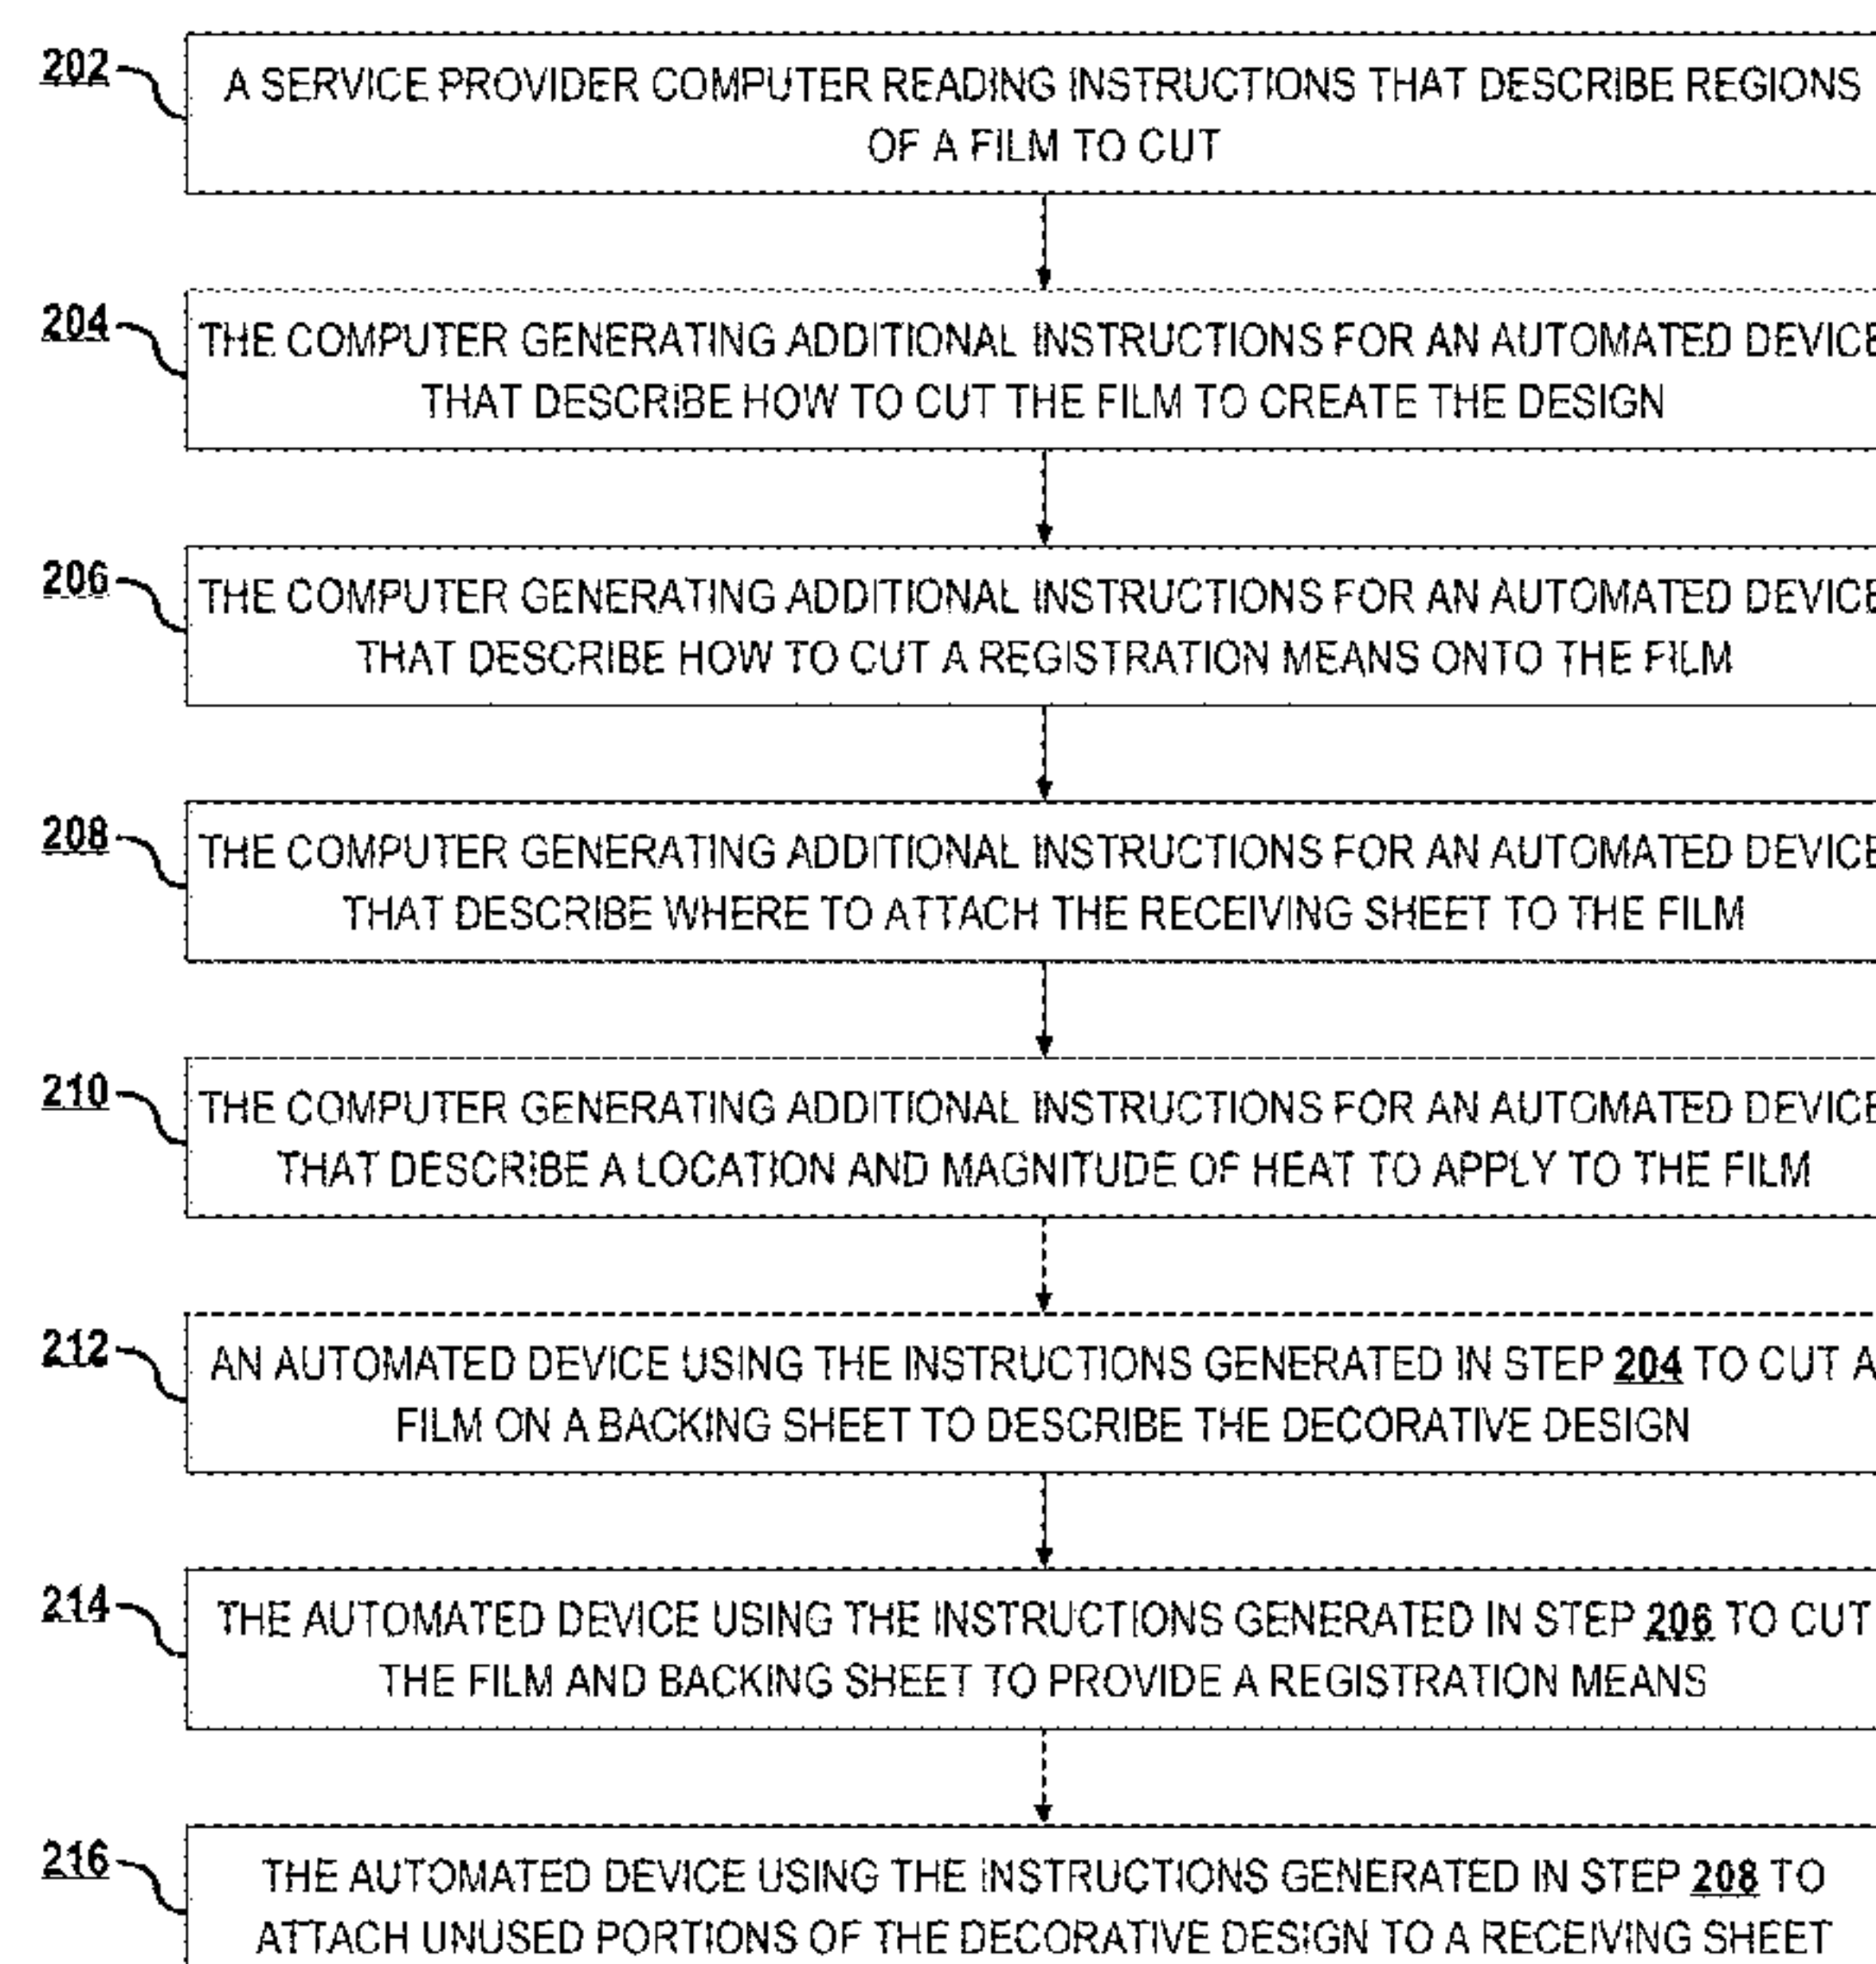 202 A SERVICE PROVIDER COMPUTER READING INSTRUCTIONS THAT DESCRIBE REGIONS
OF A FILM TO CUT
204 THE COMPUTER GENERATING ADDITIONAL INSTRUCTIONS FOR AN AUTOMATED DEVICE
THAT DESCRIBE HOW TO CUT THE FILM TO CREATE THE DESIGN
206 THE COMPUTER GENERATING ADDITIONAL INSTRUCTIONS FOR AN AUTOMATED DEVICE
THAT DESCRIBE HOW TO CUT A REGISTRATION MEANS ONTO THE FILM
208 THE COMPUTER GENERATING ADDITIONAL INSTRUCTIONS FOR AN AUTOMATED DEVICE
THAT DESCRIBE WHERE TO ATTACH THE RECEIVING SHEET TO THE FILM
210 THE COMPUTER GENERATING ADDITIONAL INSTRUCTIONS FOR AN AUTOMATED DEVICE
THAT DESCRIBE A LOCATION AND MAGNITUDE OF HEAT TO APPLY TO THE FILM
212 AN AUTOMATED DEVICE USING THE INSTRUCTIONS GENERATED IN STEP 204 TO CUT A
FILM ON A BACKING SHEET TO DESCRIBE THE DECORATIVE DESIGN
214 THE AUTOMATED DEVICE USING THE INSTRUCTIONS GENERATED IN STEP 206 TO CUT
THE FILM AND BACKING SHEET TO PROVIDE A REGISTRATION MEANS
216 THE AUTOMATED DEVICE USING THE INSTRUCTIONS GENERATED IN STEP 208 TO
ATTACH UNUSED PORTIONS OF THE DECORATIVE DESIGN TO A RECEIVING SHEET